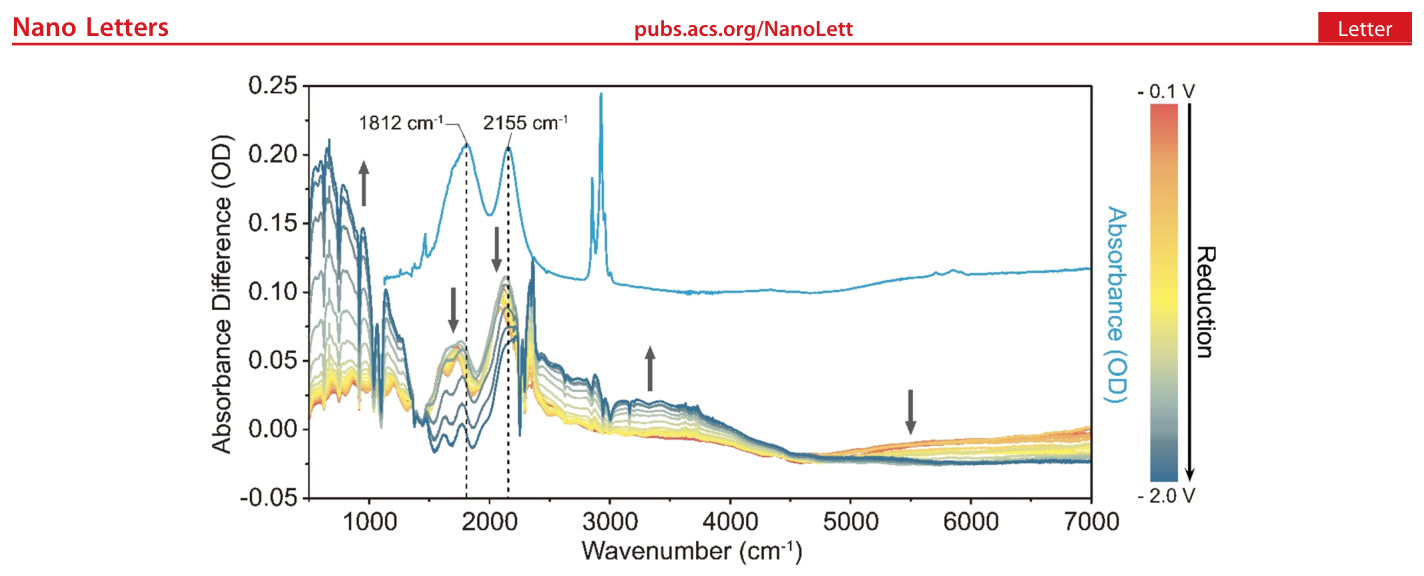 Nano Letters
pubs.acs.org/NanoLett
Letter
1812 cm⁻¹
2155 cm⁻¹
0.25
0.20
0.15
0.10
0.05
0.00
-0.05
Absorbance Difference (OD)
1000
2000
3000
4000
5000
6000
7000
Wavenumber (cm⁻¹)
Absorbance (OD)
- 0.1 V
Reduction
- 2.0 V